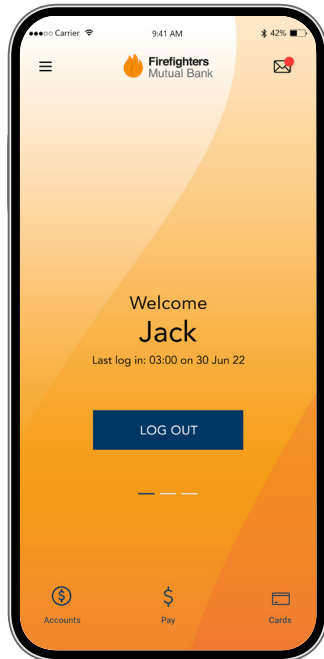 Carrier 9:41 AM 42%
Firefighters
Mutual Bank
Welcome
Jack
Last log in: 03:00 on 30 Jun 22
LOG OUT
$ $
Accounts Pay Cards